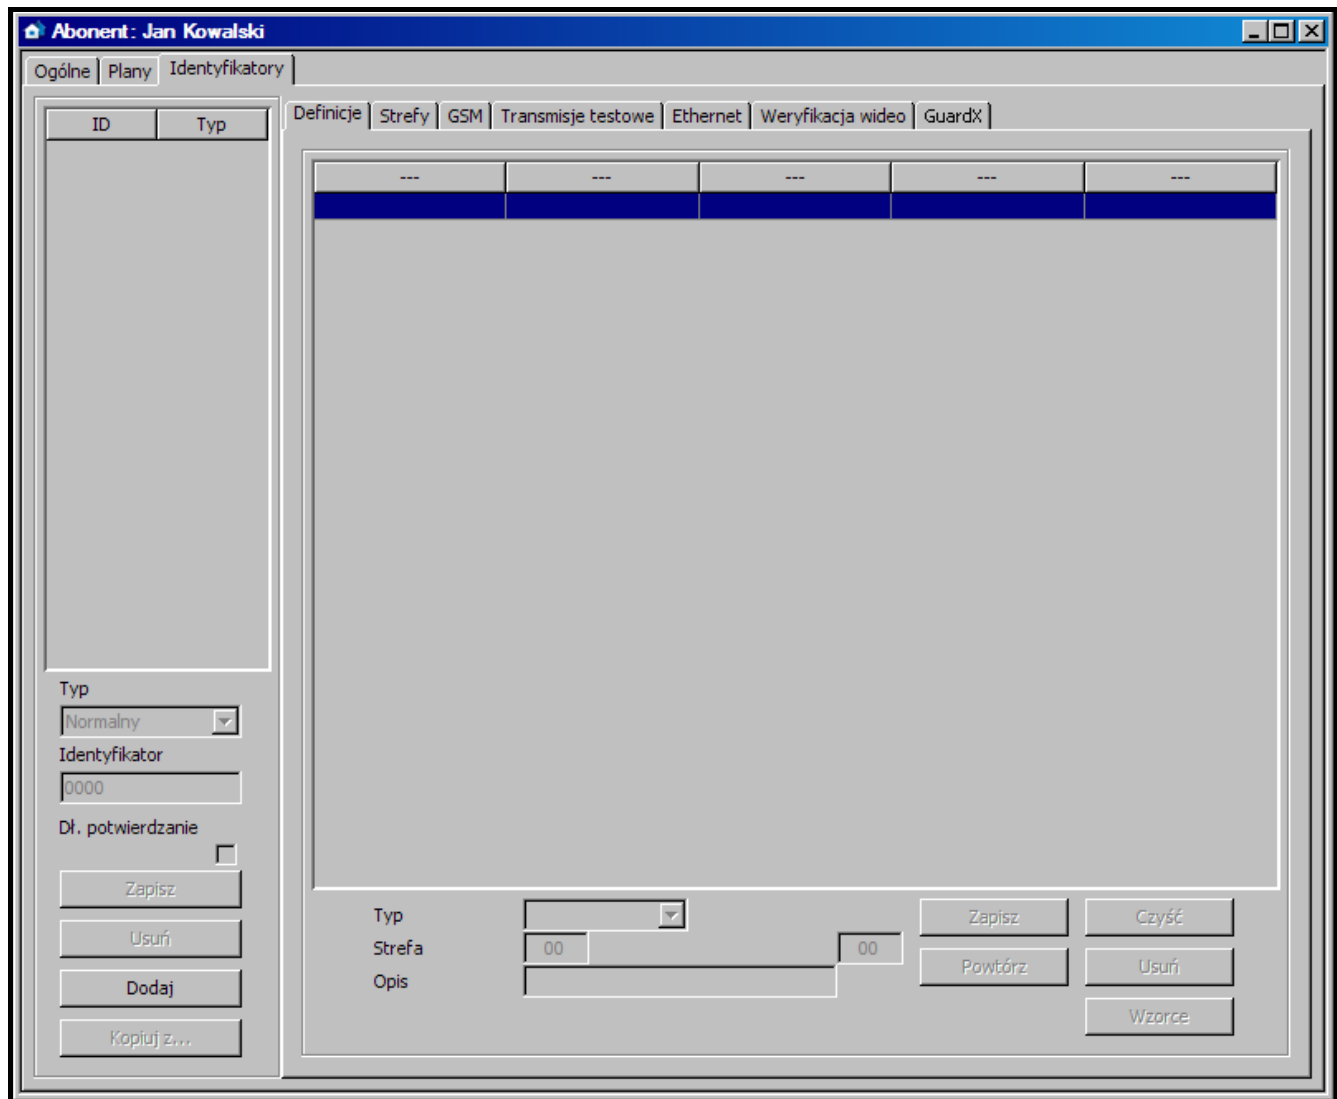 Abonent: Jan Kowalski
Ogólne Plany Identyfikatory
ID Typ
Definicje Strefy GSM Transmisje testowe Ethernet Weryfikacja wideo GuardX
--- --- --- --- ---
Typ
Normalny
Identyfikator
0000
Dł. potwierdzanie
Zapisz
Usuń
Dodaj
Kopiuj z...
Typ
Strefa 00 00
Opis
Zapisz Czyść
Powtórz Usuń
Wzorce